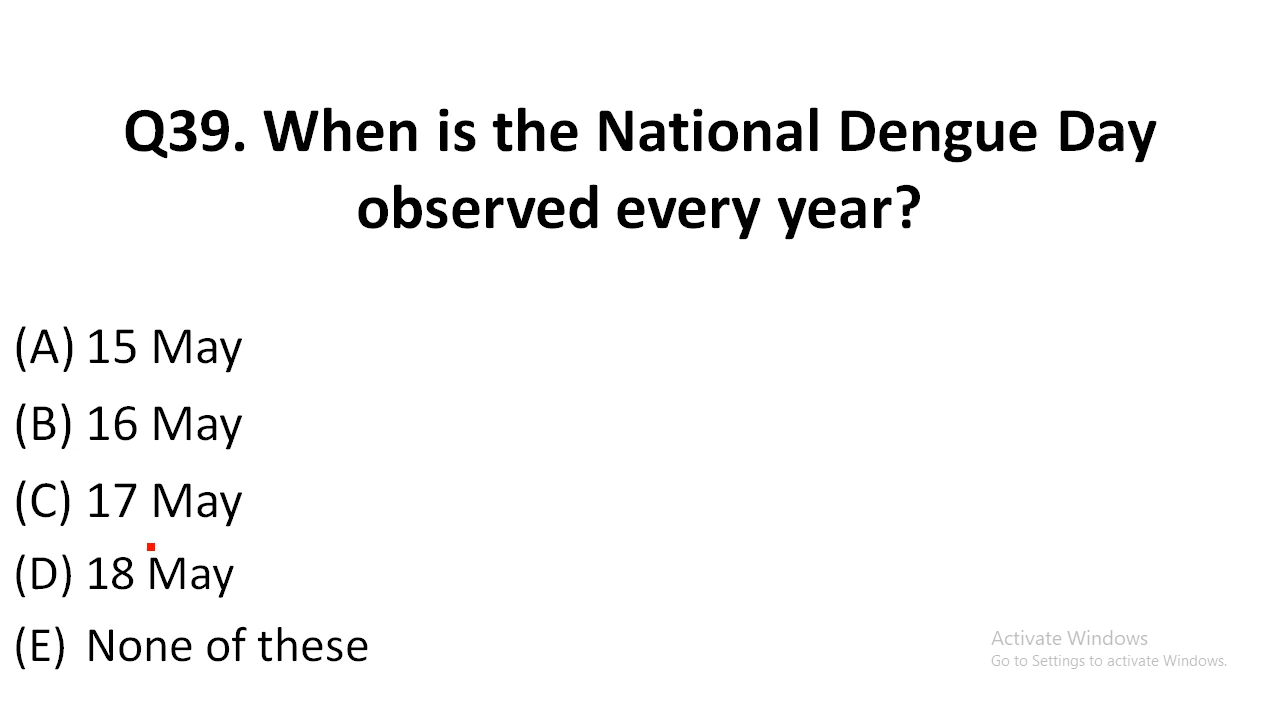 Q39. When is the National Dengue Day
observed every year?
(A) 15 May
(B) 16 May
(C) 17 May
(D) 18 May
(E) None of these
Activate Windows
Go to Settings to activate Windows.